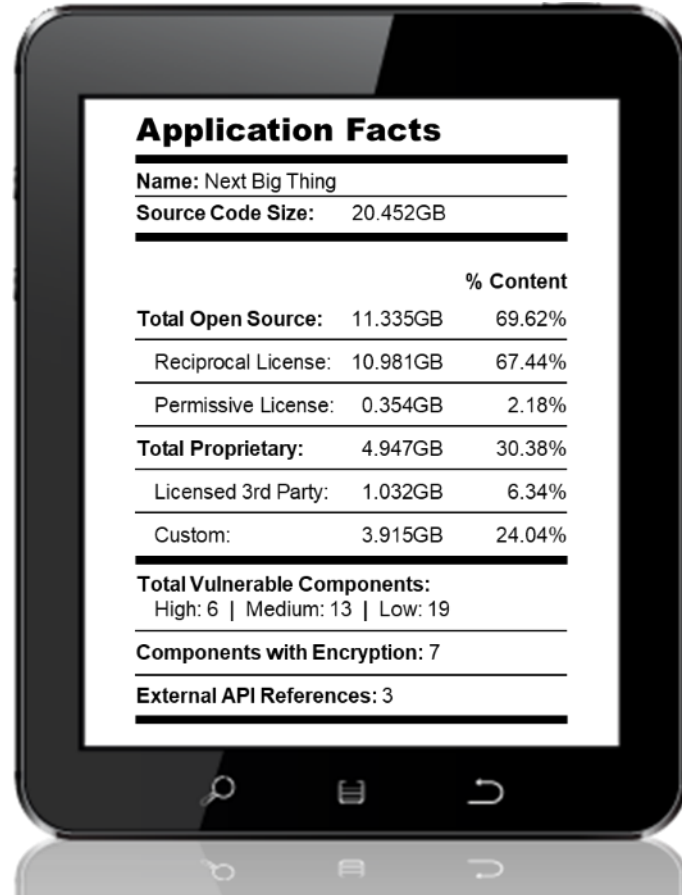 Application Facts
Name: Next Big Thing
Source Code Size: 20.452GB
% Content
Total Open Source: 11.335GB 69.62%
Reciprocal License: 10.981GB 67.44%
Permissive License: 0.354GB 2.18%
Total Proprietary: 4.947GB 30.38%
Licensed 3rd Party: 1.032GB 6.34%
Custom: 3.915GB 24.04%
Total Vulnerable Components:
High: 6 | Medium: 13 | Low: 19
Components with Encryption: 7
External API References: 3